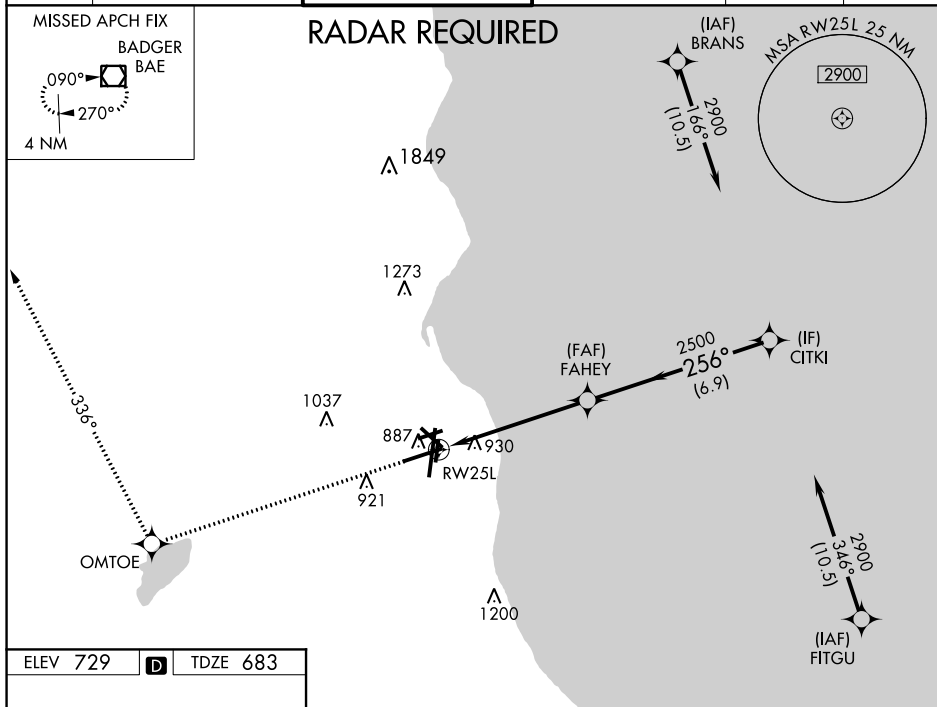 MISSED APCH FIX
BADGER
BAE
090°
270°
4 NM
RADAR REQUIRED
(IAF)
BRANS
2900
166°
(10.5)
MSA RW25L 25 NM
2900
1849
1273
(FAF)
FAHEY
2500
256°
(6.9)
(IF)
CITKI
1037
887
930
RW25L
921
336°
OMTOE
1200
2900
346°
(10.5)
(IAF)
FITGU
ELEV 729 D TDZE 683